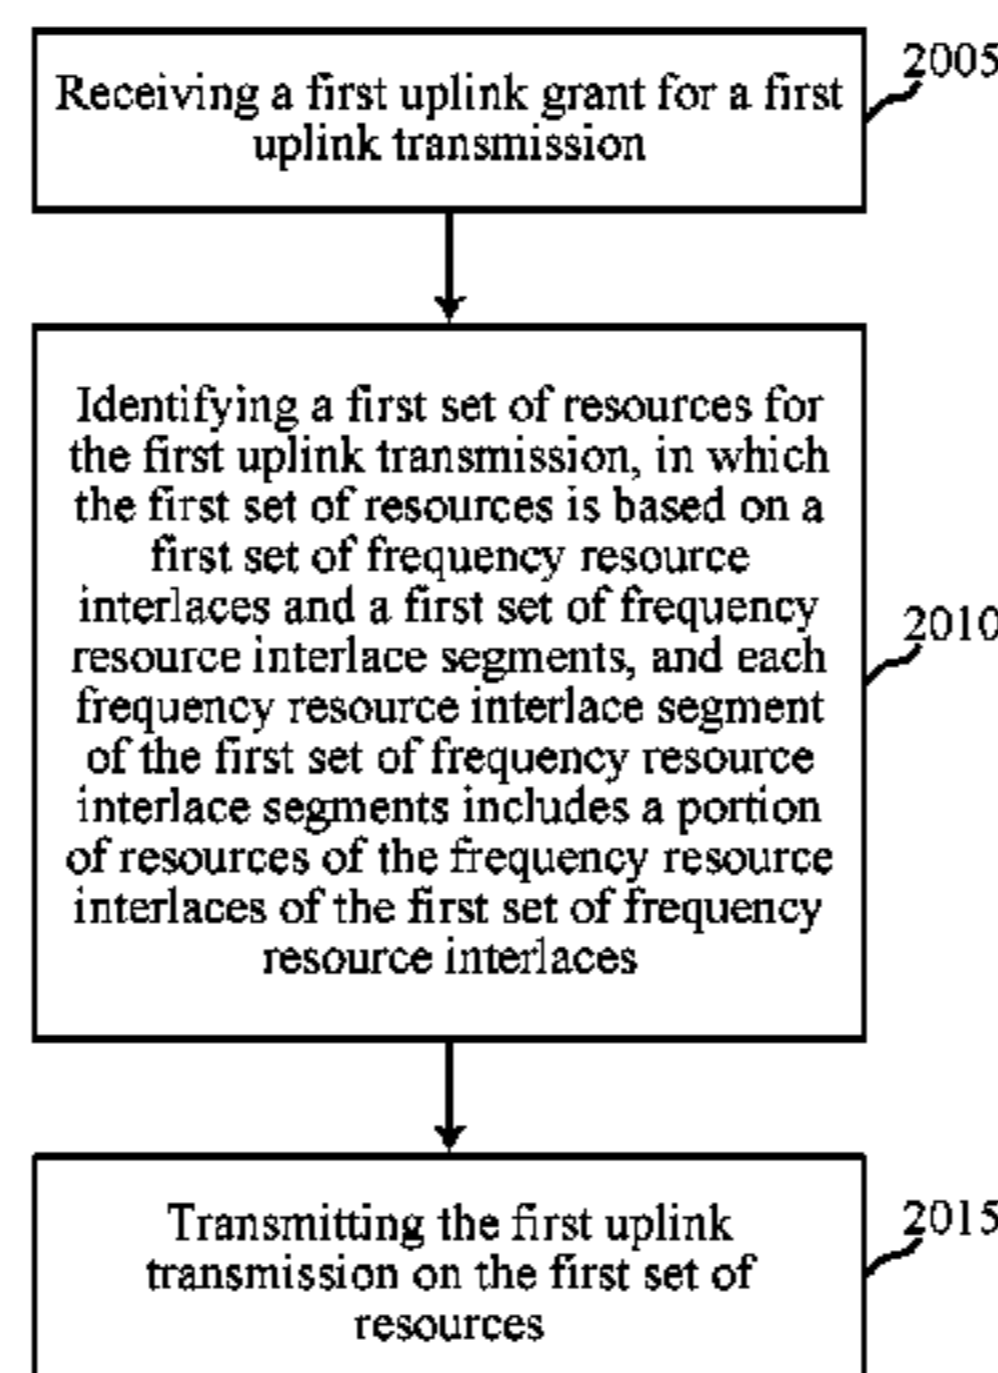 Receiving a first uplink grant for a first
uplink transmission
2005
Identifying a first set of resources for
the first uplink transmission, in which
the first set of resources is based on a
first set of frequency resource
interlaces and a first set of frequency
resource interlace segments, and each
frequency resource interlace segment
of the first set of frequency resource
interlace segments includes a portion
of resources of the frequency resource
interlaces of the first set of frequency
resource interlaces
2010
Transmitting the first uplink
transmission on the first set of
resources
2015